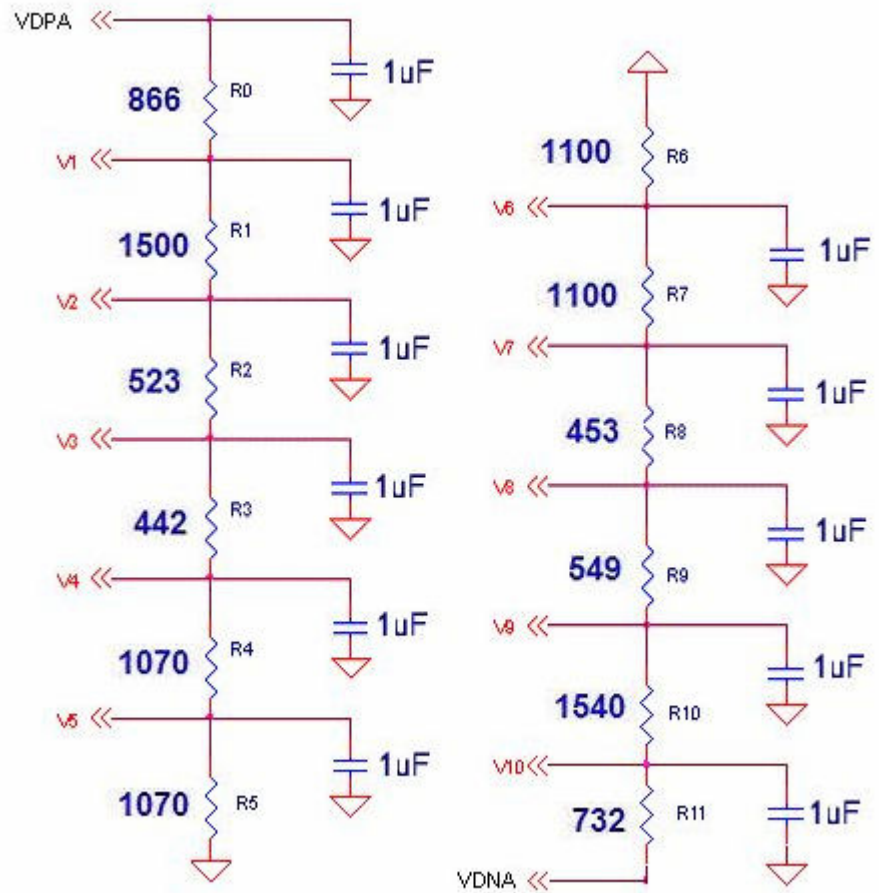 VDPA
1uF
866 R0
V1
1uF
1500 R1
V2
1uF
523 R2
V3
1uF
442 R3
V4
1uF
1070 R4
V5
1uF
1070 R5
1100 R6
V6
1uF
1100 R7
V7
1uF
453 R8
V8
1uF
549 R9
V9
1uF
1540 R10
V10
1uF
732 R11
VDNA